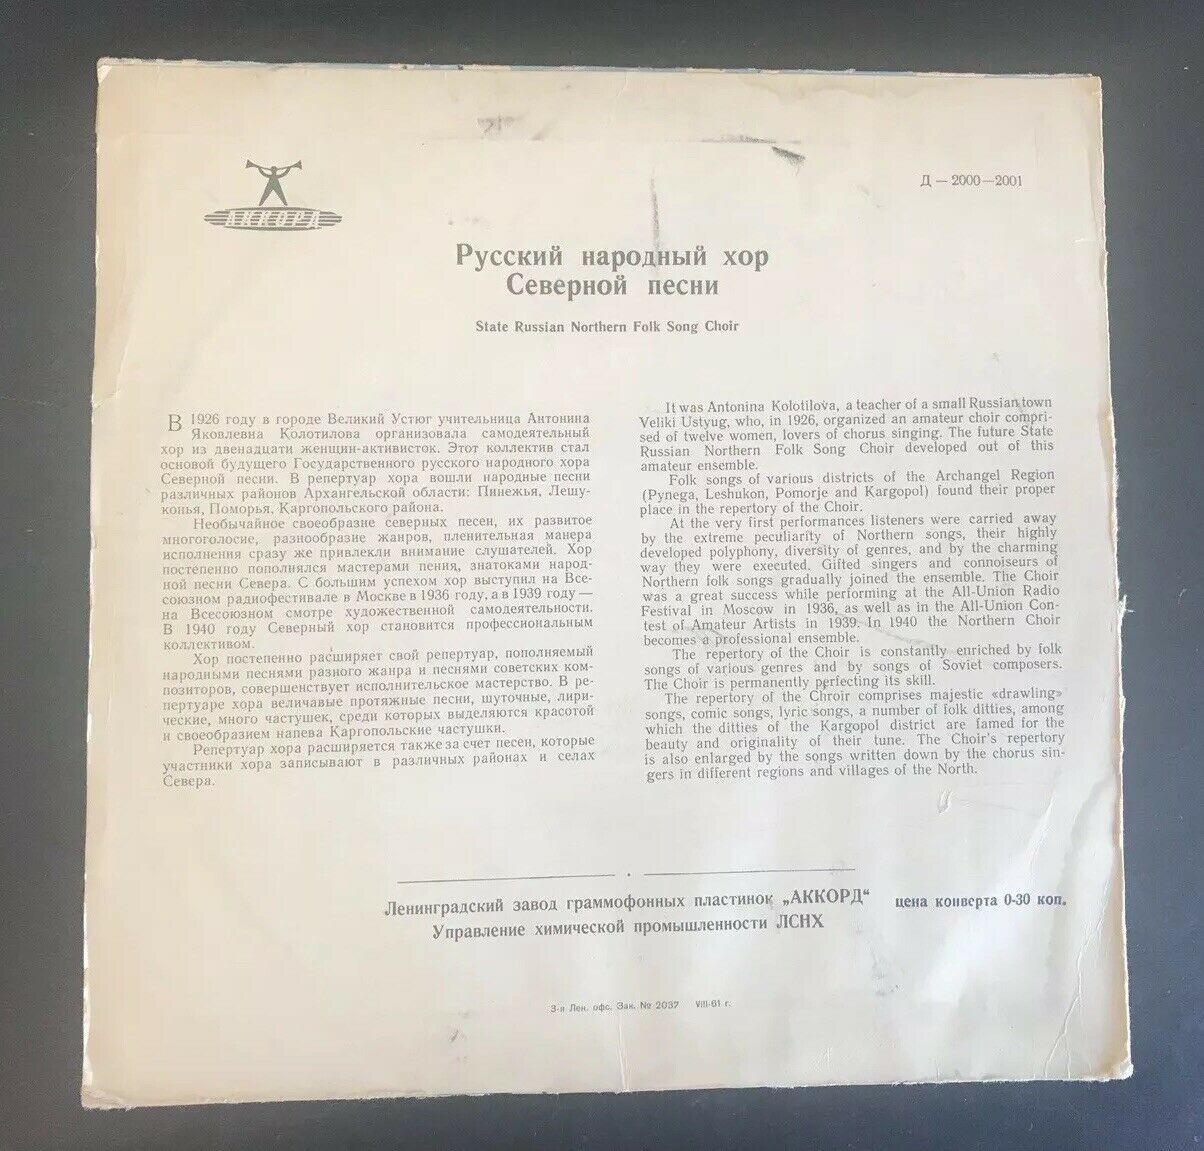 АККОРД
Д — 2000—2001
Русский народный хор
Северной песни
State Russian Northern Folk Song Choir
В 1926 году в городе Великий Устюг учительница Антонина
Яковлевна Колотилова организовала самодеятельный
хор из двенадцати женщин-активисток. Этот коллектив стал
основой будущего Государственного русского народного хора
Северной песни. В репертуар хора вошли народные песни
различных районов Архангельской области: Пинежья, Лешу-
конья, Поморья, Каргопольского района.
Необычайное своеобразие северных песен, их развитое
многоголосие, разнообразие жанров, пленительная манера
исполнения сразу же привлекли внимание слушателей. Хор
постепенно пополнялся мастерами пения, знатоками народ-
ной песни Севера. С большим успехом хор выступил на Все-
союзном радиофестивале в Москве в 1936 году, а в 1939 году —
на Всесоюзном смотре художественной самодеятельности.
В 1940 году Северный хор становится профессиональным
коллективом.
Хор постепенно расширяет свой репертуар, пополняемый
народными песнями разного жанра и песнями советских ком-
позиторов, совершенствует исполнительское мастерство. В ре-
пертуаре хора величавые протяжные песни, шуточные, лири-
ческие, много частушек, среди которых выделяются красотой
и своеобразием напева Каргопольские частушки.
Репертуар хора расширяется также за счет песен, которые
участники хора записывают в различных районах и селах
Севера.
It was Antonina Kolotilova, a teacher of a small Russian town
Veliki Ustyug, who, in 1926, organized an amateur choir compri-
sed of twelve women, lovers of chorus singing. The future State
Russian Northern Folk Song Choir developed out of this
amateur ensemble.
Folk songs of various districts of the Archangel Region
(Pynega, Leshukon, Pomorje and Kargopol) found their proper
place in the repertory of the Choir.
At the very first performances listeners were carried away
by the extreme peculiarity of Northern songs, their highly
developed polyphony, diversity of genres, and by the charming
way they were executed. Gifted singers and connoiseurs of
Northern folk songs gradually joined the ensemble. The Choir
was a great success while performing at the All-Union Radio
Festival in Moscow in 1936, as well as in the All-Union Con-
test of Amateur Artists in 1939. In 1940 the Northern Choir
becomes a professional ensemble.
The repertory of the Choir is constantly enriched by folk
songs of various genres and by songs of Soviet composers.
The Choir is permanently perfecting its skill.
The repertory of the Chroir comprises majestic «drawling»
songs, comic songs, lyric songs, a number of folk ditties, among
which the ditties of the Kargopol district are famed for the
beauty and originality of their tune. The Choir's repertory
is also enlarged by the songs written down by the chorus sin-
gers in different regions and villages of the North.
Ленинградский завод граммофонных пластинок „АККОРД“ цена конверта 0-30 коп.
Управление химической промышленности ЛСНХ
3-я Лен. офс. Зак. № 2037 VIII-61 г.